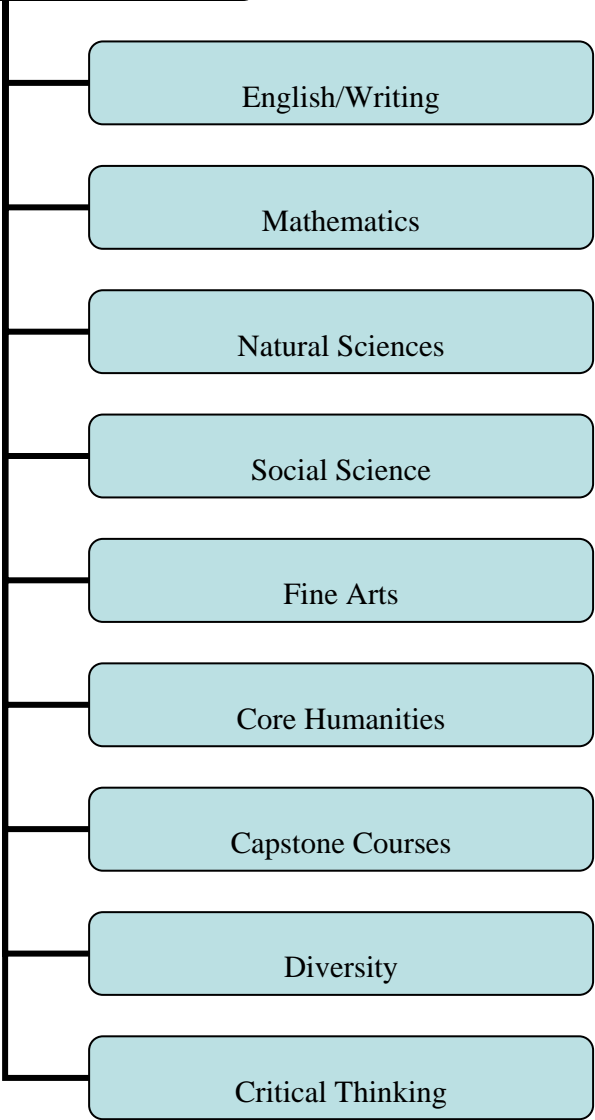 English/Writing
Mathematics
Natural Sciences
Social Science
Fine Arts
Core Humanities
Capstone Courses
Diversity
Critical Thinking